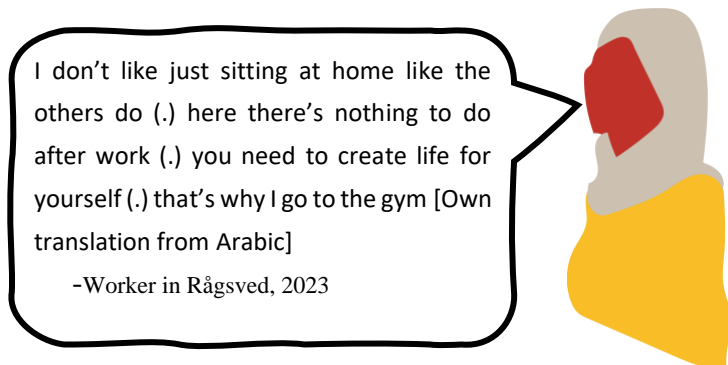 I don’t like just sitting at home like the
others do (.) here there’s nothing to do
after work (.) you need to create life for
yourself (.) that’s why I go to the gym [Own
translation from Arabic]
-Worker in Rågsved, 2023